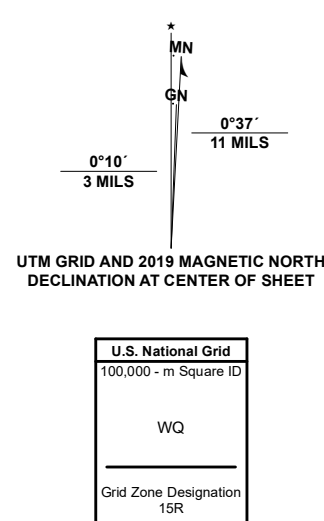 ★
MN
GN
0°37´
11 MILS
0°10´
3 MILS
UTM GRID AND 2019 MAGNETIC NORTH
DECLINATION AT CENTER OF SHEET
U.S. National Grid
100,000 - m Square ID
WQ
Grid Zone Designation
15R